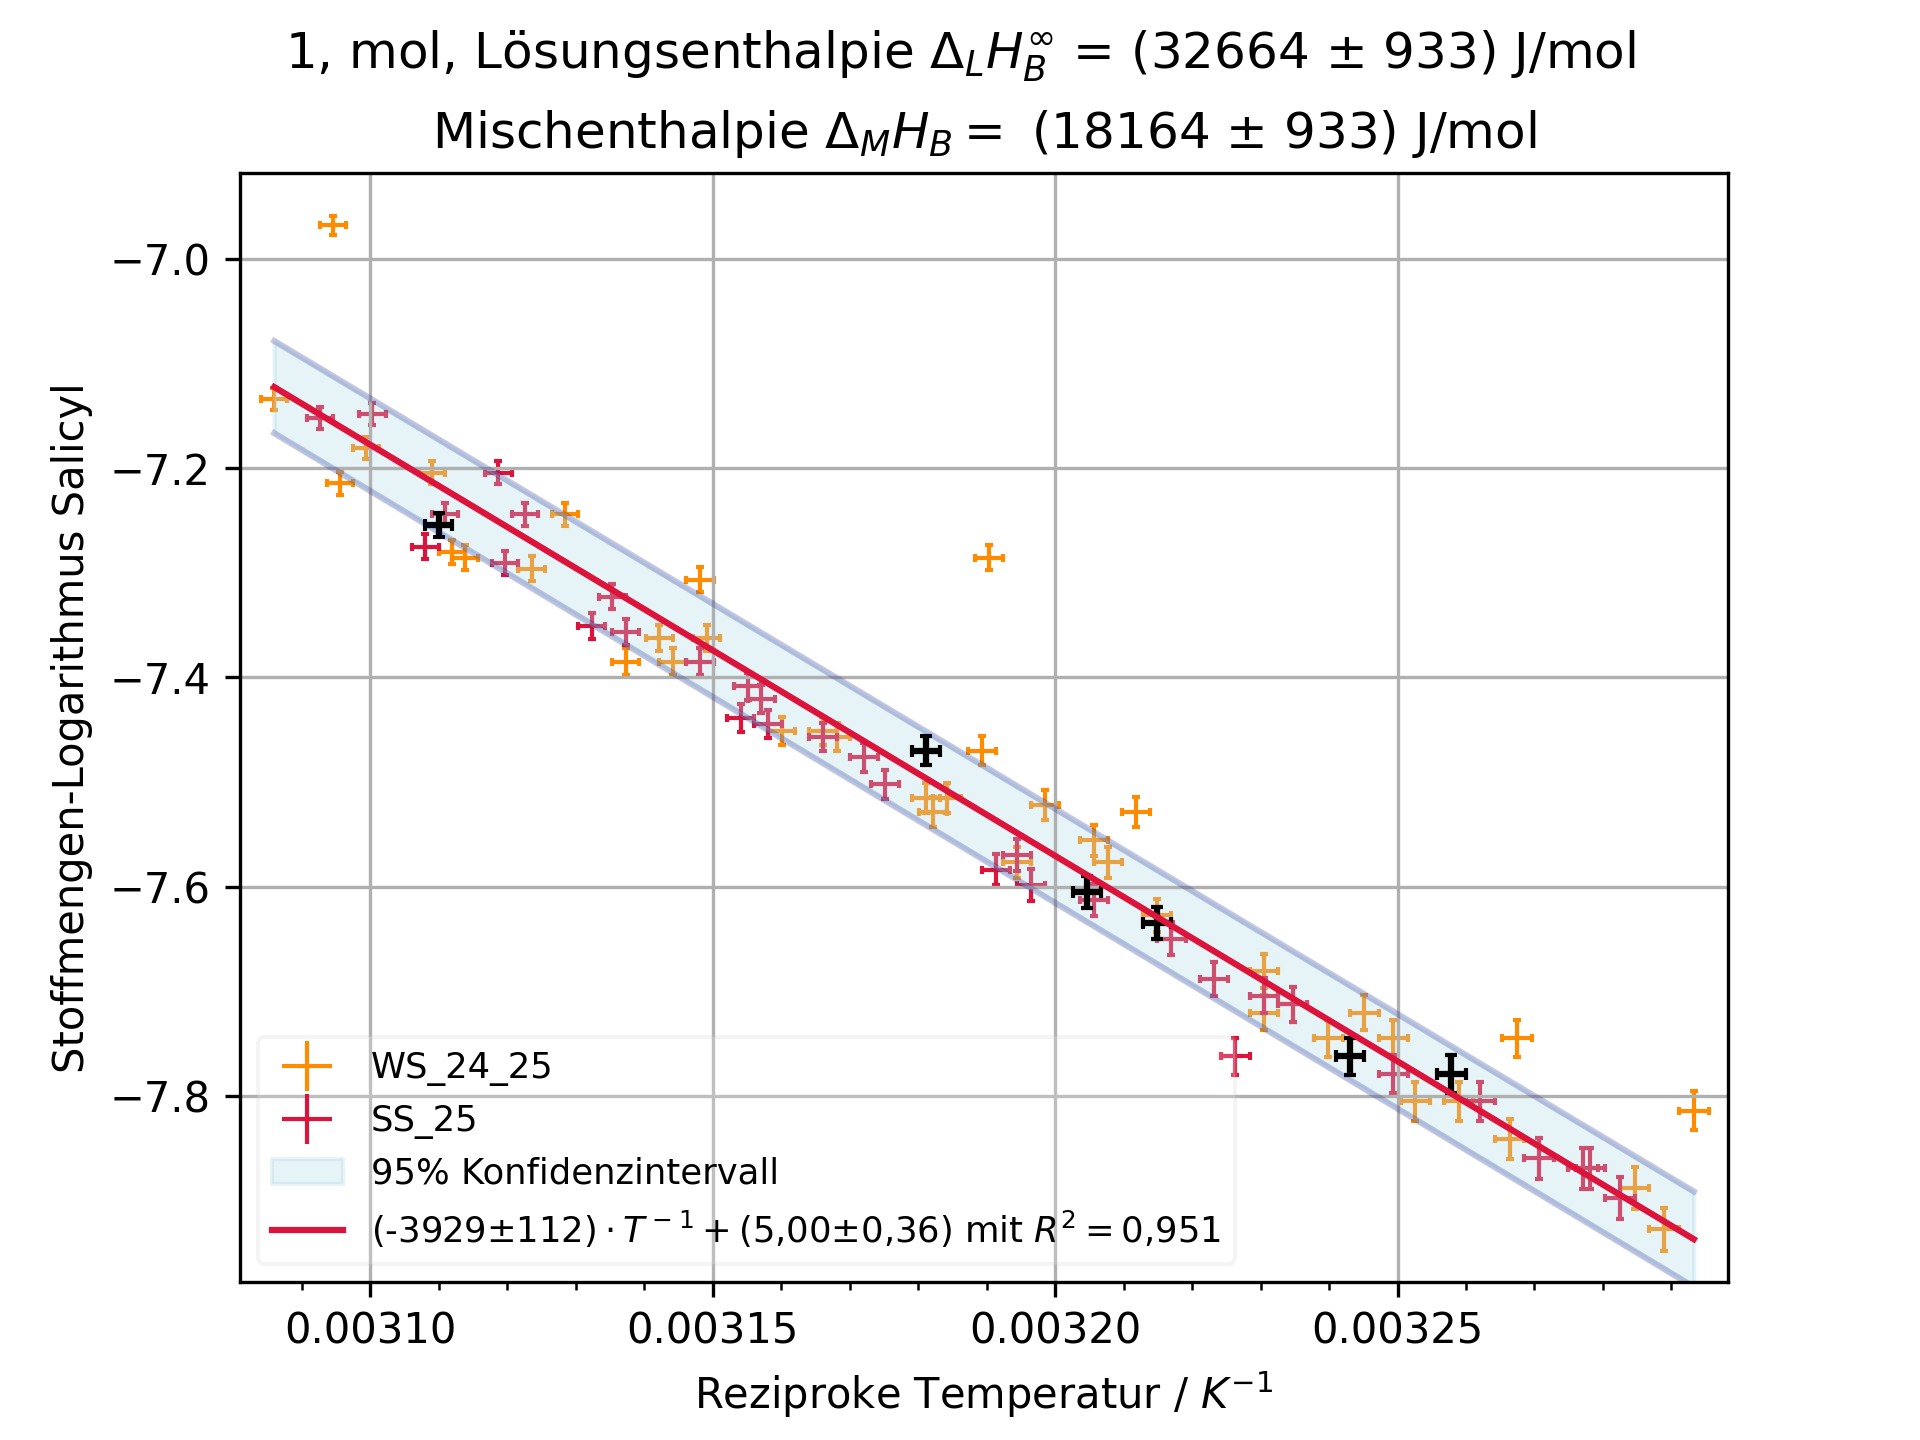 1, mol, Lösungsenthalpie Δ_L H_B^∞ = (32664 ± 933) J/mol
Mischenthalpie Δ_M H_B = (18164 ± 933) J/mol
Stoffmengen-Logarithmus Salicyl
−7.0
−7.2
−7.4
−7.6
−7.8
WS_24_25
SS_25
95% Konfidenzintervall
(-3929±112) · T⁻¹ + (5,00±0,36) mit R² = 0,951
0.00310 0.00315 0.00320 0.00325
Reziproke Temperatur / K⁻¹